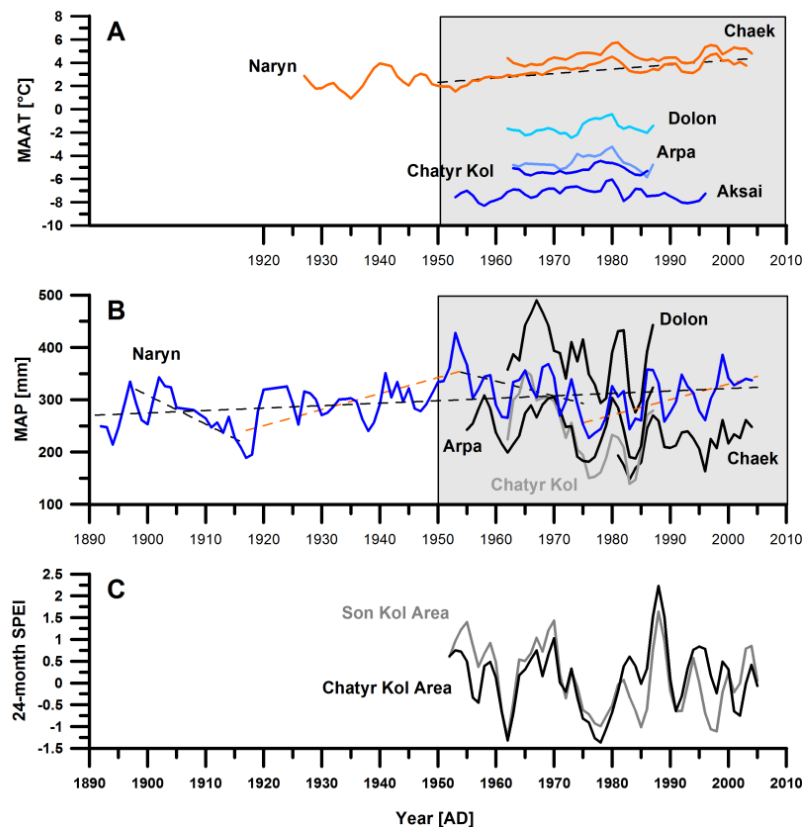 A
8
6
4
2
0
-2
-4
-6
-8
-10
MAAT [°C]
Naryn
Chaek
Dolon
Arpa
Chatyr Kol
Aksai
1920 1930 1940 1950 1960 1970 1980 1990 2000 2010
B
500
400
300
200
100
MAP [mm]
Naryn
Dolon
Arpa
Chatyr Kol
Chaek
1890 1900 1910 1920 1930 1940 1950 1960 1970 1980 1990 2000 2010
C
2.5
1.5
1
0.5
0
-0.5
-1
-1.5
24-month SPEI
Son Kol Area
Chatyr Kol Area
1890 1900 1910 1920 1930 1940 1950 1960 1970 1980 1990 2000 2010
Year [AD]